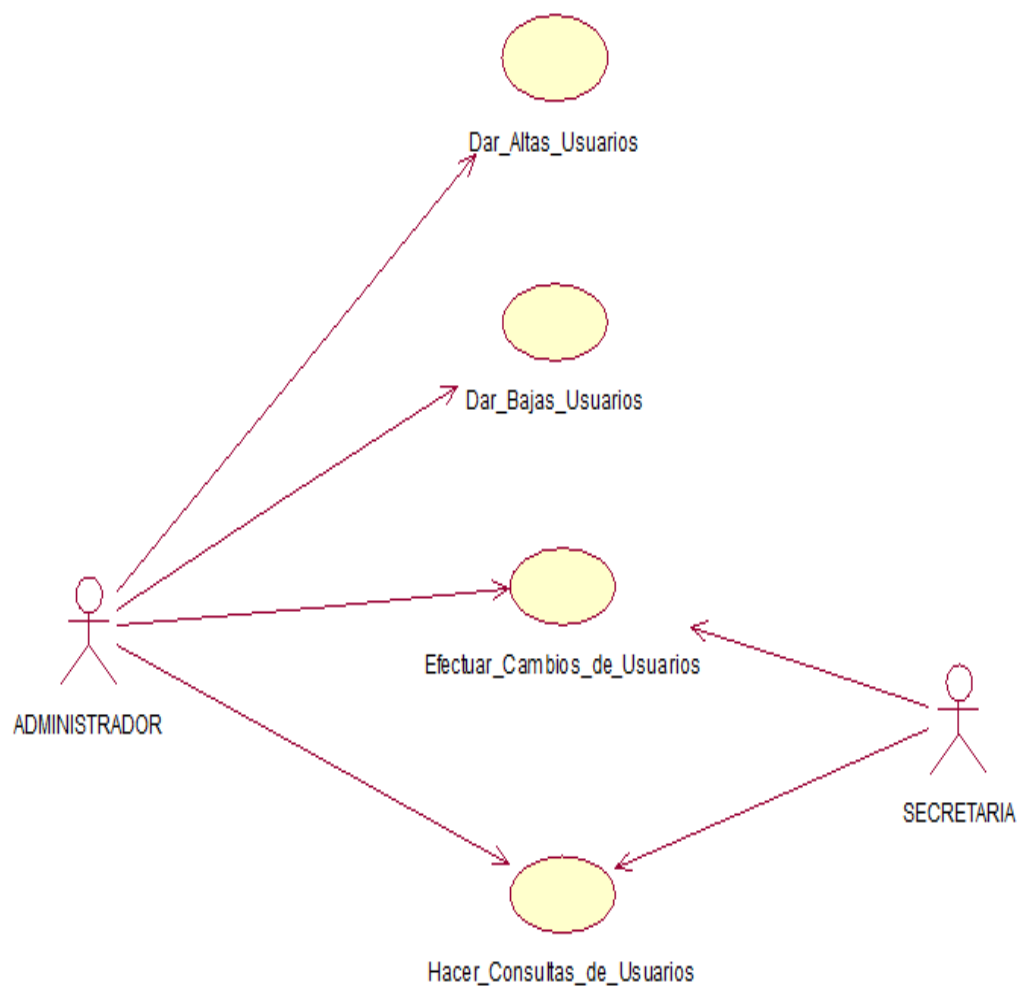 Dar_Altas_Usuarios
Dar_Bajas_Usuarios
Efectuar_Cambios_de_Usuarios
ADMINISTRADOR
SECRETARIA
Hacer_Consultas_de_Usuarios